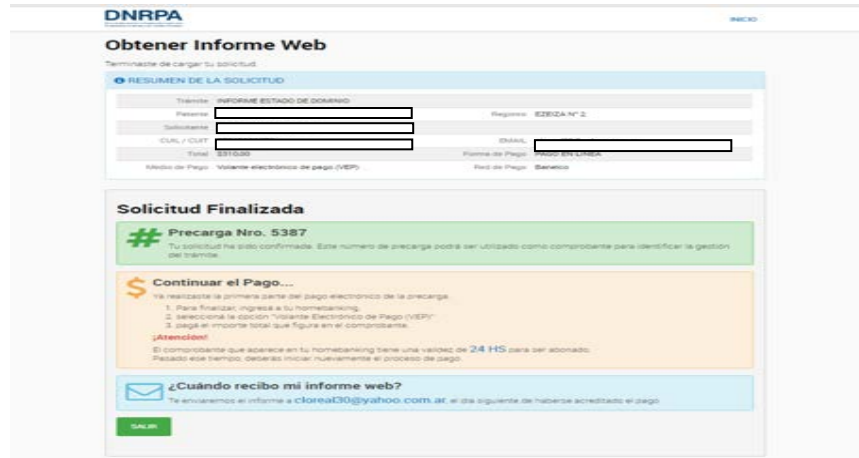 DNRPA
INICIO
Obtener Informe Web
Terminaste de cargar tu solicitud.
RESUMEN DE LA SOLICITUD
Trámite INFORME ESTADO DE DOMINIO
Patente Registro EZEIZA N° 2
Solicitante
CUIL / CUIT EMAIL
Total $310,00 Forma de Pago PAGO EN LINEA
Medio de Pago Volante electrónico de pago (VEP) Red de Pago Banelco
Solicitud Finalizada
# Precarga Nro. 5387
Tu solicitud ha sido confirmada. Este número de precarga podrá ser utilizado como comprobante para identificar la gestión
del trámite.
$ Continuar el Pago...
Ya realizaste la primera parte del pago electrónico de la precarga.
1. Para finalizar, ingresá a tu homebanking.
2. seleccioná la opción "Volante Electrónico de Pago (VEP)"
3. pagá el importe total que figura en el comprobante.
¡Atención!
El comprobante que aparece en tu homebanking tiene una validez de 24 HS para ser abonado.
Pasado ese tiempo, deberás iniciar nuevamente el proceso de pago.
¿Cuándo recibo mi informe web?
Te enviaremos el informe a cloreal30@yahoo.com.ar, el día siguiente de haberse acreditado el pago
SALIR